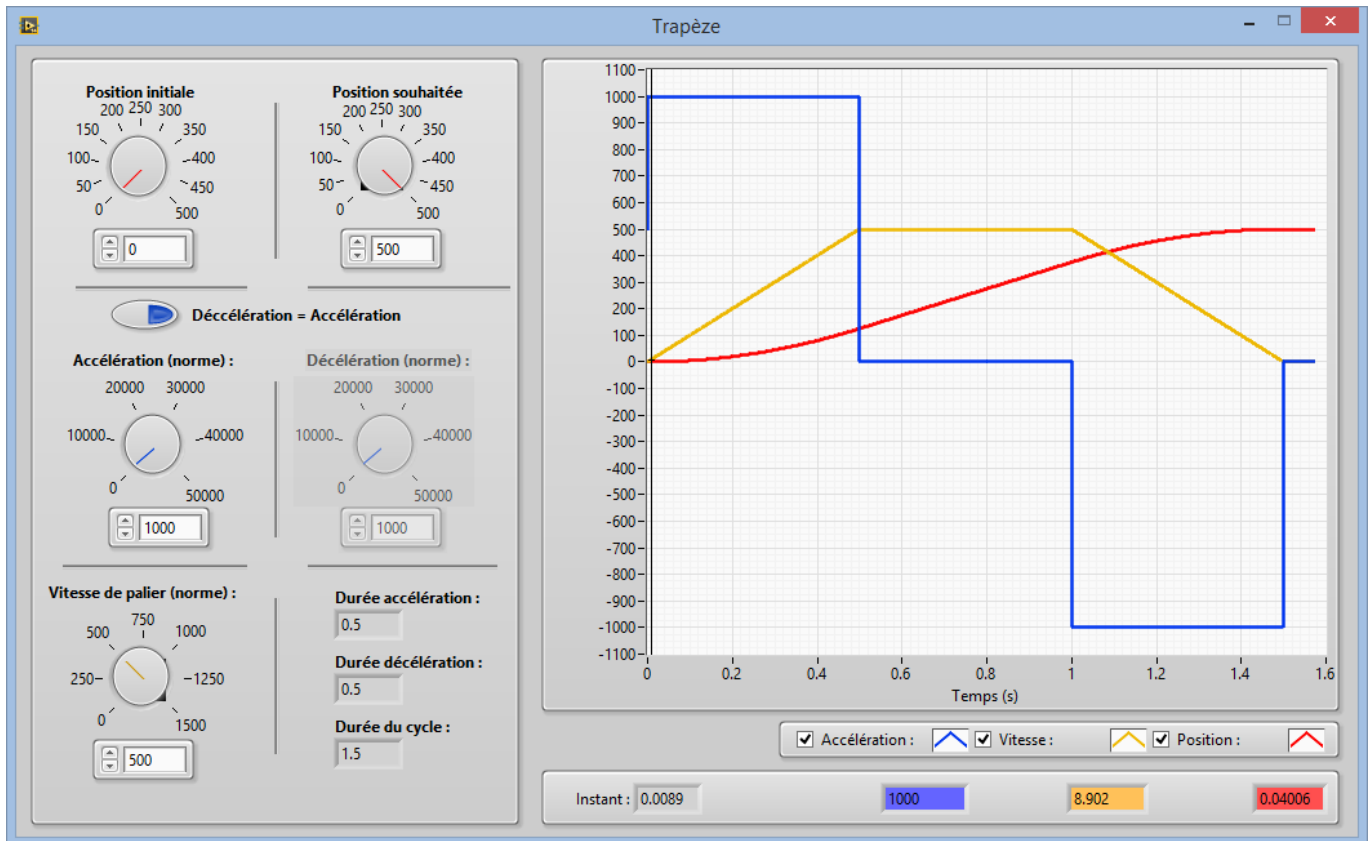 Trapèze
Position initiale
0 50 100 150 200 250 300 350 400 450 500
0
Position souhaitée
0 50 100 150 200 250 300 350 400 450 500
500
Déccélération = Accélération
Accélération (norme) :
0 10000 20000 30000 40000 50000
1000
Décélération (norme) :
0 10000 20000 30000 40000 50000
1000
Vitesse de palier (norme) :
0 250 500 750 1000 1250 1500
500
Durée accélération :
0.5
Durée décélération :
0.5
Durée du cycle :
1.5
1100
1000
900
800
700
600
500
400
300
200
100
0
-100
-200
-300
-400
-500
-600
-700
-800
-900
-1000
-1100
0 0.2 0.4 0.6 0.8 1 1.2 1.4 1.6
Temps (s)
Accélération : Vitesse : Position :
Instant : 0.0089 1000 8.902 0.04006